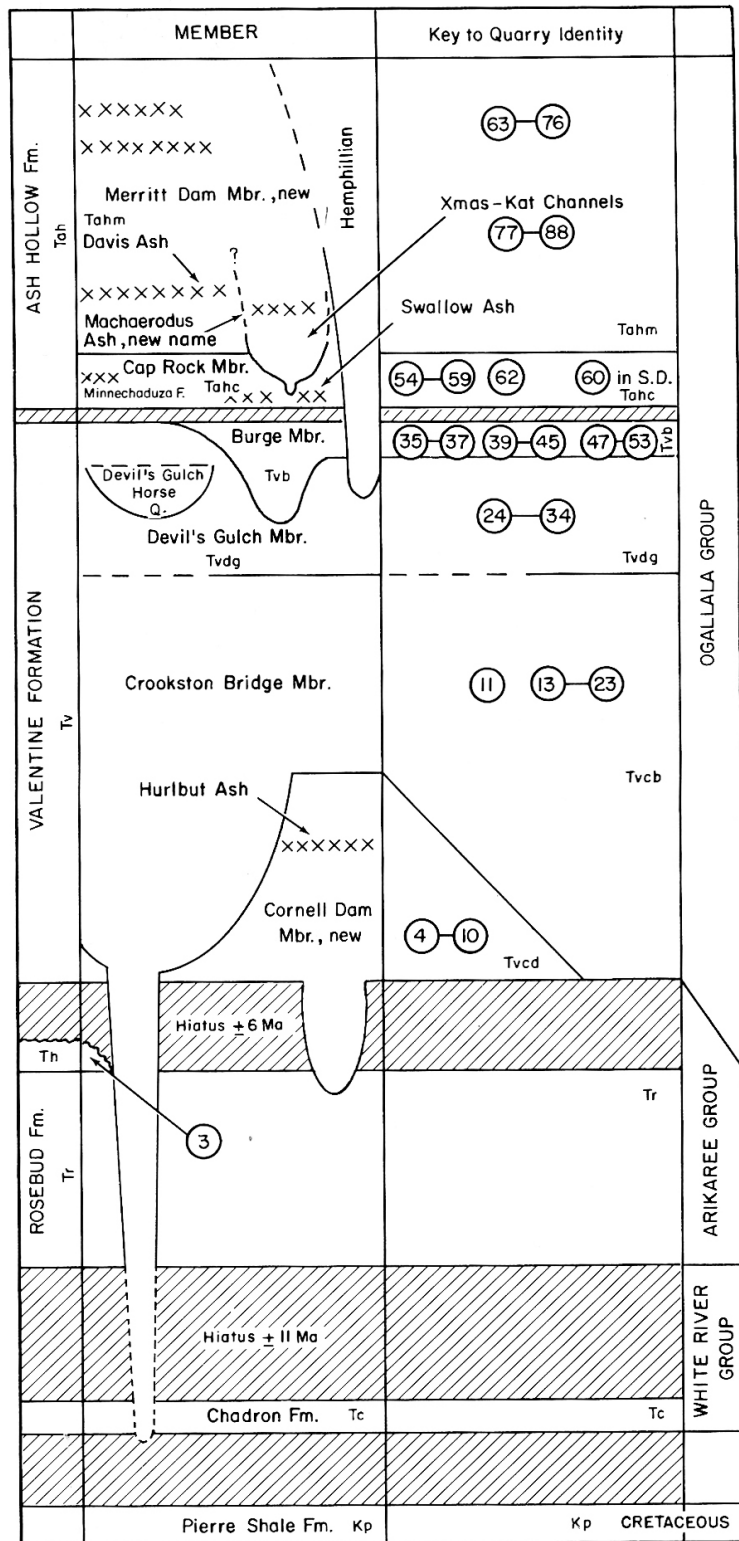 MEMBER
Key to Quarry Identity
ASH HOLLOW Fm.
Tah
Hemphillian
63 76
Merritt Dam Mbr., new
Tahm
Davis Ash
Xmas-Kat Channels
77 88
?
Machaerodus
Ash, new name
Swallow Ash
Tahm
Cap Rock Mbr.
Tahc
Minnechaduza F.
54 59 62 60 in S.D.
Tahc
Burge Mbr.
Tvb
35 37 39 45 47 53
Tvb
Devil's Gulch
Horse
Q.
Devil's Gulch Mbr.
Tvdg
24 34
Tvdg
OGALLALA GROUP
VALENTINE FORMATION
Tv
Crookston Bridge Mbr.
11 13 23
Tvcb
Hurlbut Ash
Cornell Dam
Mbr., new
4 10
Tvcd
Hiatus ± 6 Ma
Th
3
Tr
ROSEBUD Fm.
Tr
ARIKAREE GROUP
Hiatus ± 11 Ma
WHITE RIVER
GROUP
Chadron Fm. Tc
Tc
Pierre Shale Fm. Kp
Kp CRETACEOUS